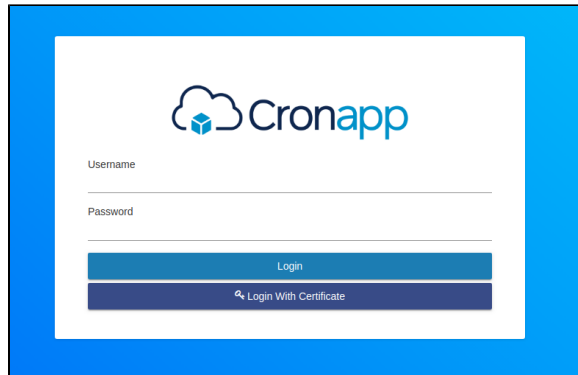 Cronapp
Username
Password
Login
Login With Certificate